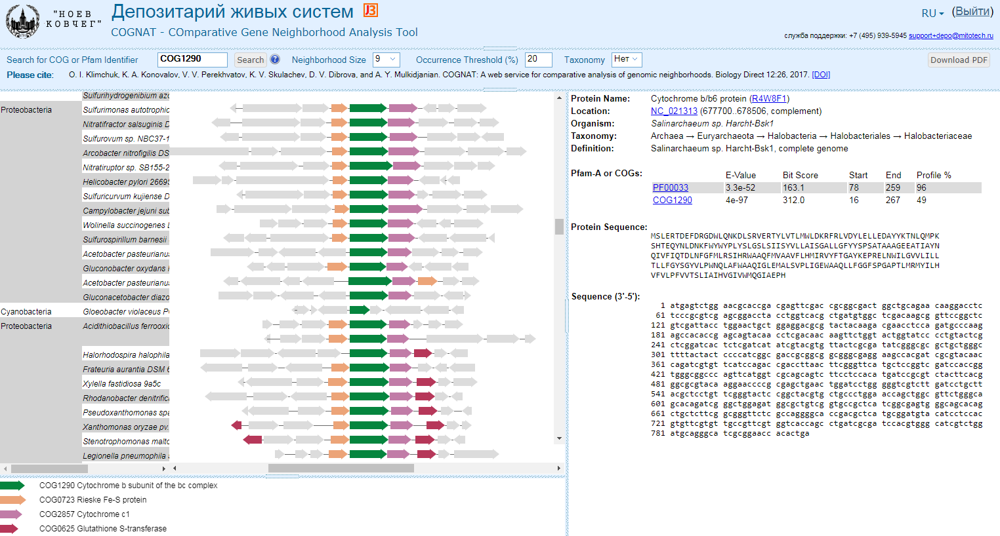 "НОЕВ
КОВЧЕГ"
Депозитарий живых систем J3
COGNAT - COmparative Gene Neighborhood Analysis Tool
RU (Выйти)
служба поддержки: +7 (495) 939-5945 support+depo@mitotech.ru
Search for COG or Pfam Identifier COG1290 Search ? Neighborhood Size 9 Occurrence Threshold (%) 20 Taxonomy Нет Download PDF
Please cite: O. I. Klimchuk, K. A. Konovalov, V. V. Perekhvatov, K. V. Skulachev, D. V. Dibrova, and A. Y. Mulkidjanian. COGNAT: A web service for comparative analysis of genomic neighborhoods. Biology Direct 12:26, 2017. [DOI]
Sulfurihydrogenibium azo
Proteobacteria Sulfurimonas autotrophic
Nitratifractor salsuginis D
Sulfurovum sp. NBC37-1
Arcobacter nitrofigilis DS
Nitratiruptor sp. SB155-2
Helicobacter pylori 26695
Sulfuricurvum kujiense D
Campylobacter jejuni sub
Wolinella succinogenes D
Sulfurospirillum barnesii
Acetobacter pasteurianu
Gluconobacter oxydans
Acetobacter pasteurianu
Gluconacetobacter diazo
Cyanobacteria Gloeobacter violaceus P
Proteobacteria Acidithiobacillus ferrooxid
Halorhodospira halophila
Frateuria aurantia DSM 6
Xylella fastidiosa 9a5c
Rhodanobacter denitrifica
Pseudoxanthomonas spa
Xanthomonas oryzae pv.
Stenotrophomonas malto
Legionella pneumophila
COG1290 Cytochrome b subunit of the bc complex
COG0723 Rieske Fe-S protein
COG2857 Cytochrome c1
COG0625 Glutathione S-transferase
Protein Name: Cytochrome b/b6 protein (R4W8F1)
Location: NC_021313 (677700..678506, complement)
Organism: Salinarchaeum sp. Harcht-Bsk1
Taxonomy: Archaea → Euryarchaeota → Halobacteria → Halobacteriales → Halobacteriaceae
Definition: Salinarchaeum sp. Harcht-Bsk1, complete genome
Pfam-A or COGs:
E-Value Bit Score Start End Profile %
PF00033 3.3e-52 163.1 78 259 96
COG1290 4e-97 312.0 16 267 49
Protein Sequence:
MSLERTDEFDRGDWLQNKDLSRVERTYLVTLMWLDKRFRLVDYLELLEDAYYKTNLQMPK
SHTEQYNLDNKFWYWYPLYSLGSLSIISYVLLAISGALLGFYYSPSATAAAGEEATIAYN
QIVFIQTDLNFGFMLRSIHRWAAQFMVAAVFLHMIRVYFTGAYKEPRELNWILGVVLILL
TLLFGYSGYVLPWNQLAFWAAQIGLEMALSVPLIGEWAAQLLFGGFSPGAPTLMRMYILH
VFVLPFVVTSLIAIHVGIVWMQGIAEPH
Sequence (3'-5'):
1 atgagtctgg aacgcaccga cgagttcgac cgcggcgact ggctgcagaa caaggacctc
61 tcccgcgtcg agcggaccta cctggtcacg ctgatgtggc tcgacaagcg gttccggctc
121 gtcgattacc tggaactgct ggaggacgcg tactacaaga cgaacctcca gatgcccaag
181 agccacaccg agcagtacaa cctcgacaac aagttctggt actggtatcc cctgtactcg
241 ctcggatcac tctcgatcat atcgtacgtg ttactcgcga tatcgggcgc gctgctgggc
301 ttttactact ccccatcggc gaccgcggcg gcgggcgagg aagccacgat cgcgtacaac
361 cagatcgtgt tcatccagac cgaccttaac ttcgggttca tgctccggtc gatccaccgg
421 tgggcggccc agttcatggt cgcagcagtc ttcctccaca tgatccgcgt ctacttcacg
481 ggcgcgtaca aggaaccccg cgagctgaac tggatcctgg gggtcgtctt gatcctgctt
541 acgctcctgt tcgggtactc cggctacgtg ctgccctgga accagctggc gttctgggca
601 gcacagatcg ggctggagat ggcgctgtcg gtgccgctca tcggcgagtg ggcagcacag
661 ctgctcttcg gcgggttctc gccaggggca ccgacgctca tgcggatgta catcctccac
721 gtgttcgtgt tgccgttcgt ggtcaccagc ctgatcgcga tccacgtggg catcgtctgg
781 atgcagggca tcgcggaacc acactga